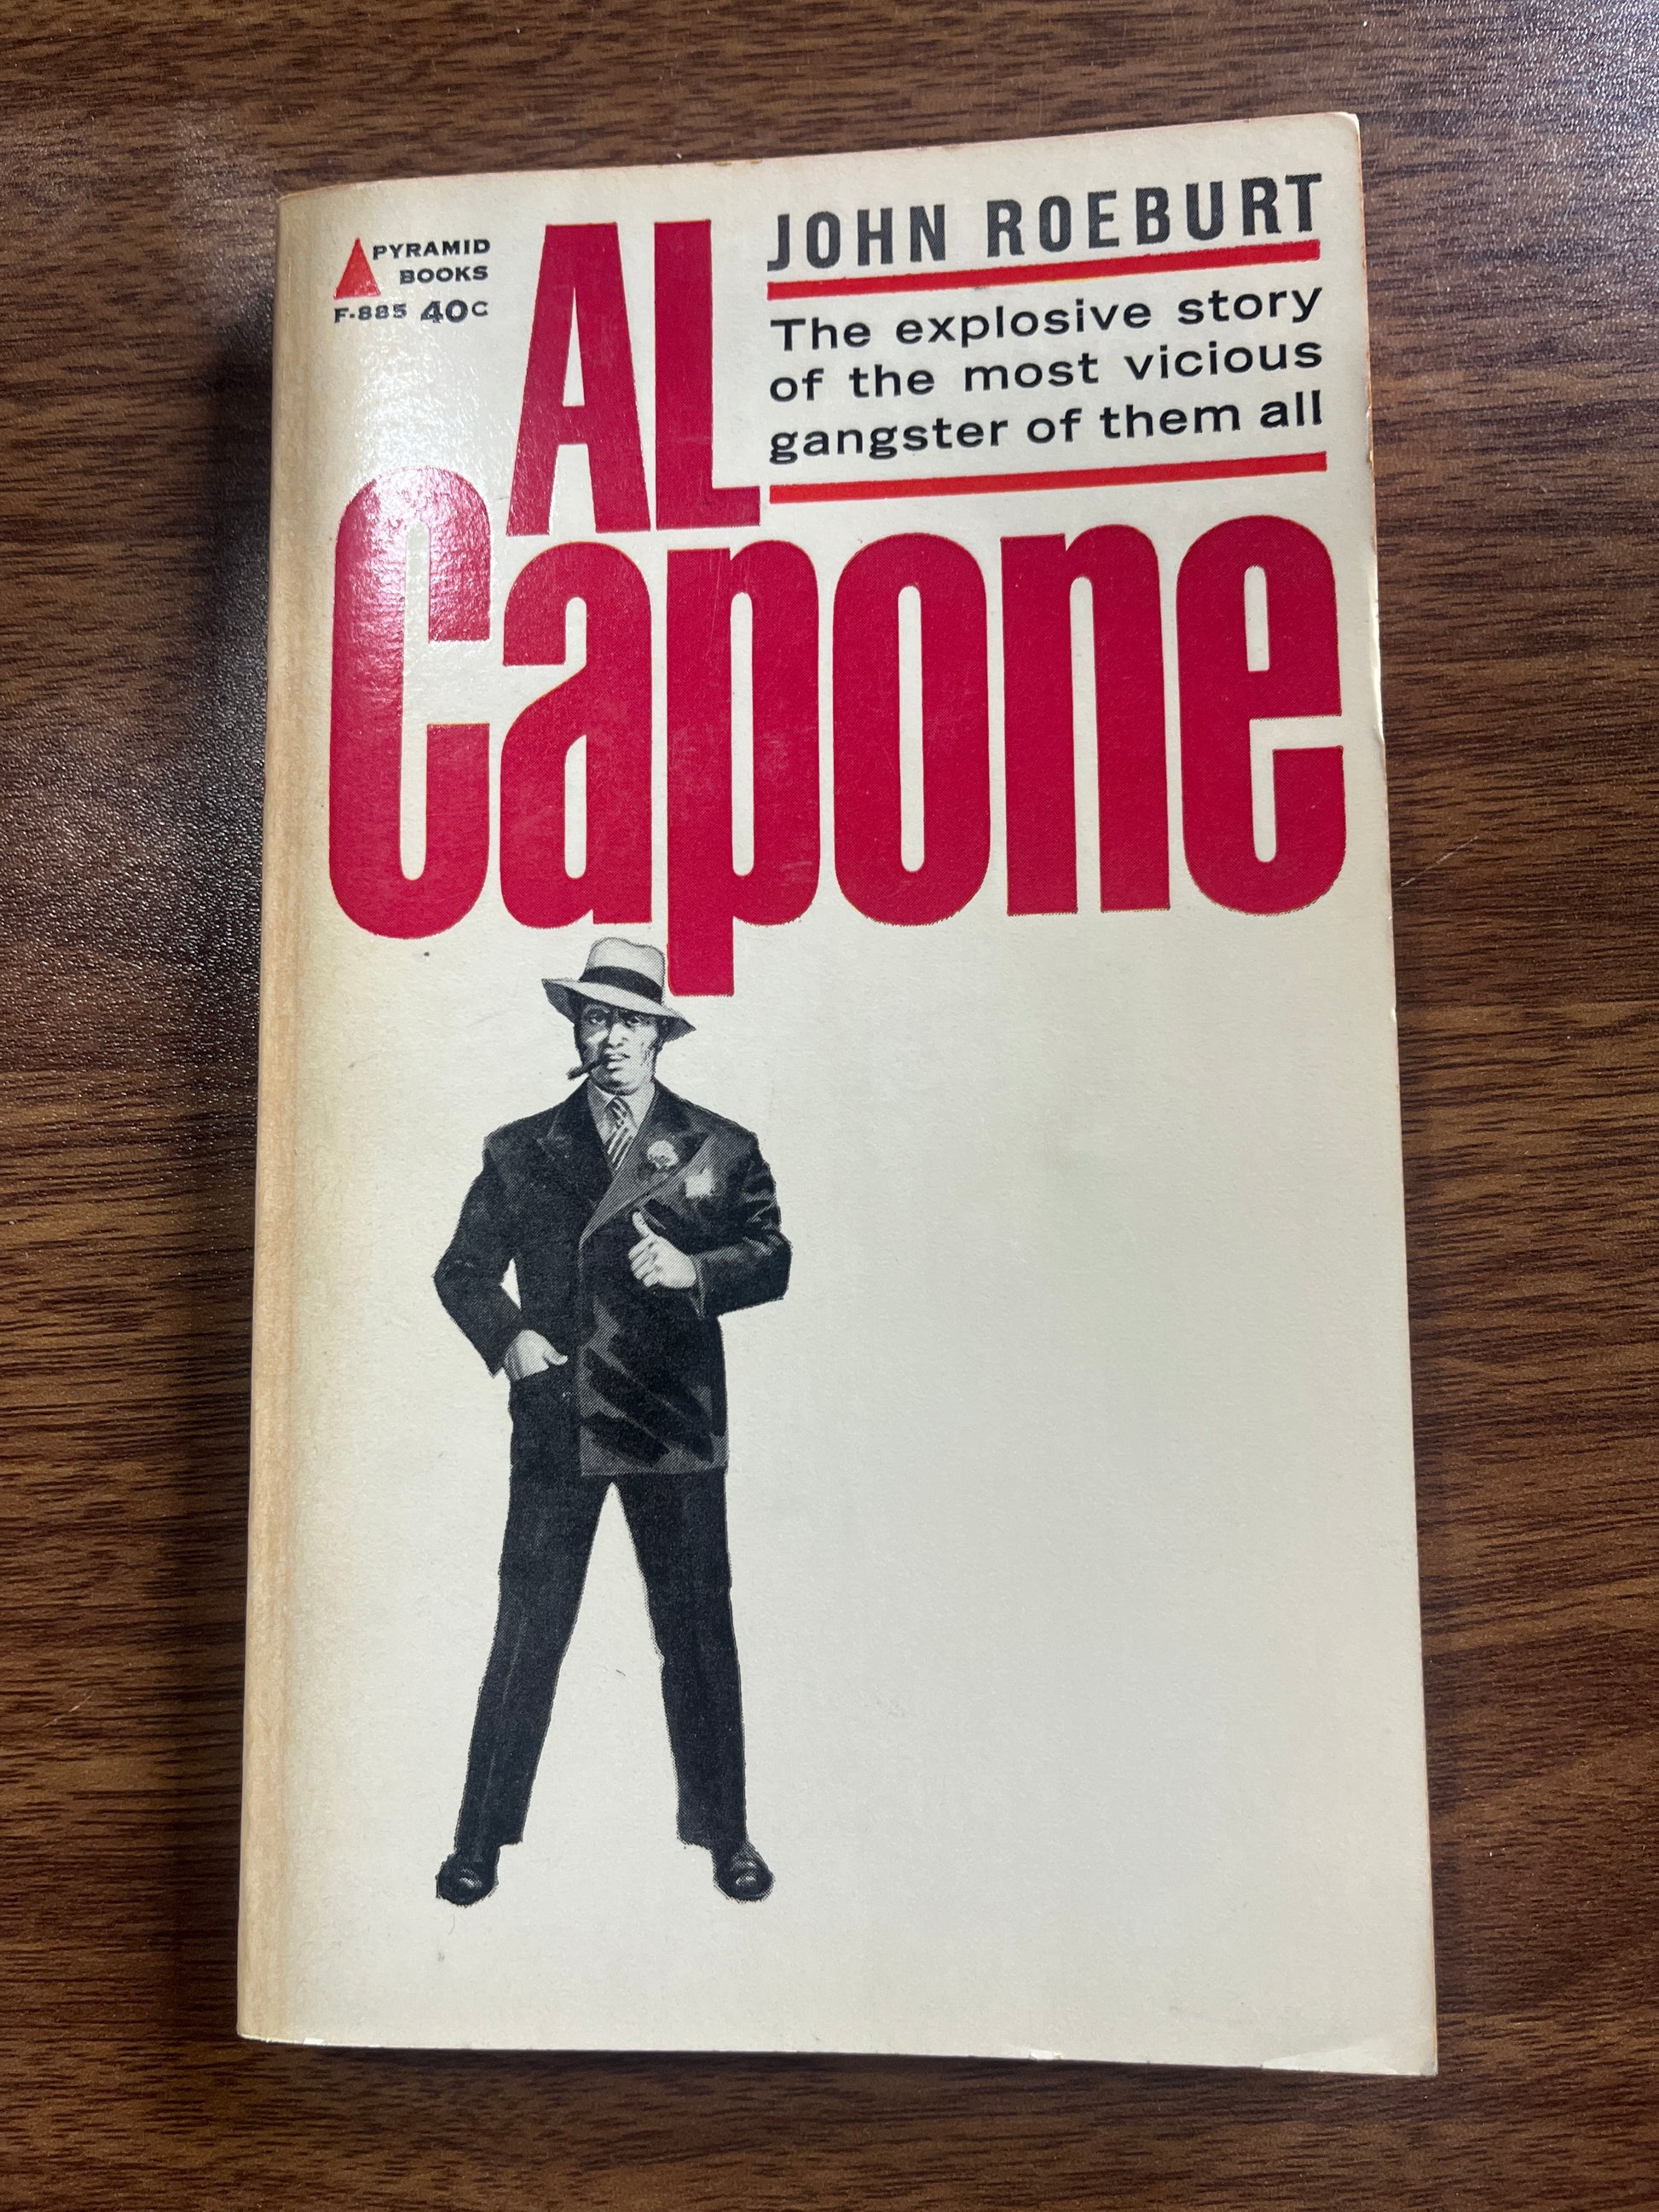 PYRAMID
BOOKS
F-885 40C
AL
Capone
JOHN ROEBURT
The explosive story
of the most vicious
gangster of them all